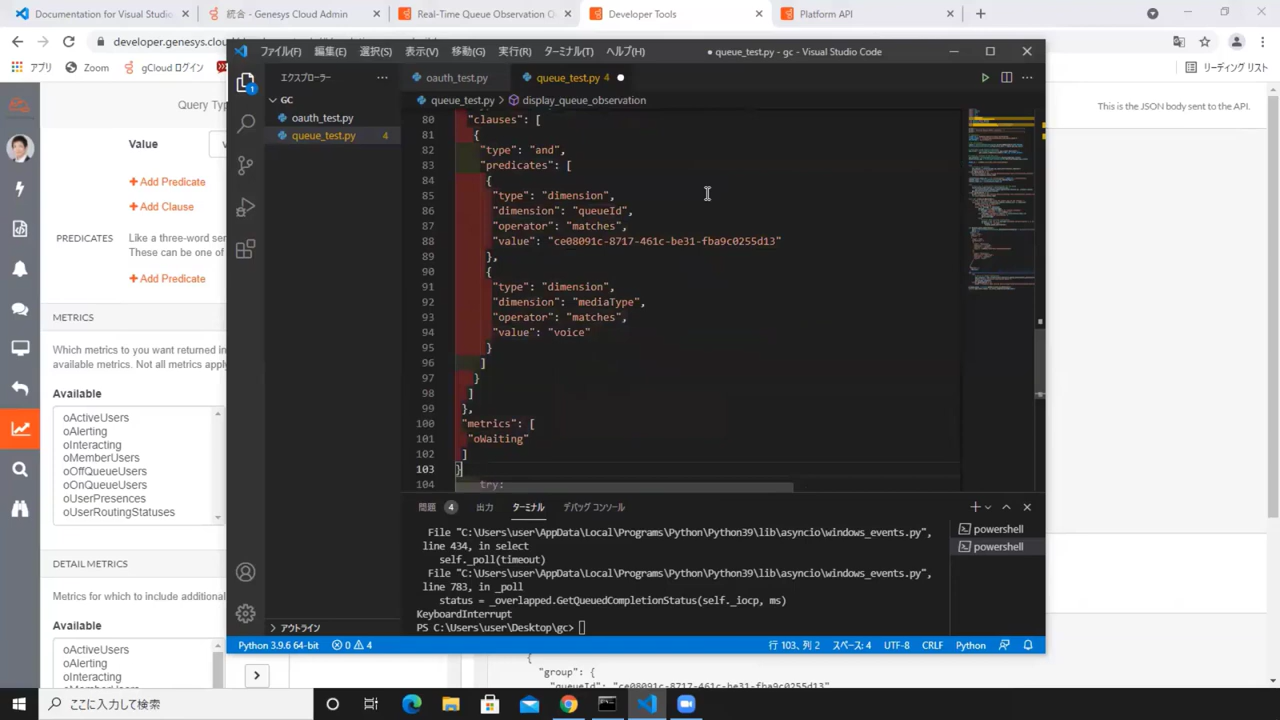 Documentation for Visual Studio
統合 - Genesys Cloud Admin
Real-Time Queue Observation O
Developer Tools
Platform API
developer.genesys.clou
アプリ
Zoom
gCloud ログイン
リーディング リスト
ファイル(F) 編集(E) 選択(S) 表示(V) 移動(G) 実行(R) ターミナル(T) ヘルプ(H)
● queue_test.py - gc - Visual Studio Code
エクスプローラー
oauth_test.py
queue_test.py 4
GC
oauth_test.py
queue_test.py 4
queue_test.py > display_queue_observation
Query Typ
Value
Add Predicate
Add Clause
PREDICATES
Like a three-word sen
These can be one of
Add Predicate
METRICS
Which metrics to you want returned in
available metrics. Not all metrics apply
Available
oActiveUsers
oAlerting
oInteracting
oMemberUsers
oOffQueueUsers
oOnQueueUsers
oUserPresences
oUserRoutingStatuses
DETAIL METRICS
Metrics for which to include additional
Available
oActiveUsers
oAlerting
oInteracting
oMemberUsers
This is the JSON body sent to the API.
80 "clauses": [
81 {
82 "type": "and",
83 "predicates": [
84 {
85 "type": "dimension",
86 "dimension": "queueId",
87 "operator": "matches",
88 "value": "ce08091c-8717-461c-be31-fba9c0255d13"
89 },
90 {
91 "type": "dimension",
92 "dimension": "mediaType",
93 "operator": "matches",
94 "value": "voice"
95 }
96 ]
97 }
98 ]
99 },
100 "metrics": [
101 "oWaiting"
102 ]
103 }
104 try:
問題 4 出力 ターミナル デバッグ コンソール
File "C:\Users\user\AppData\Local\Programs\Python\Python39\lib\asyncio\windows_events.py",
line 434, in select
self._poll(timeout)
File "C:\Users\user\AppData\Local\Programs\Python\Python39\lib\asyncio\windows_events.py",
line 783, in _poll
status = _overlapped.GetQueuedCompletionStatus(self._iocp, ms)
KeyboardInterrupt
PS C:\Users\user\Desktop\gc>
powershell
powershell
アウトライン
Python 3.9.6 64-bit
0
4
行 103、列 2
スペース: 4
UTF-8
CRLF
Python
{
"group": {
"queueId": "ce08091c-8717-461c-be31-fba9c0255d13"
ここに入力して検索